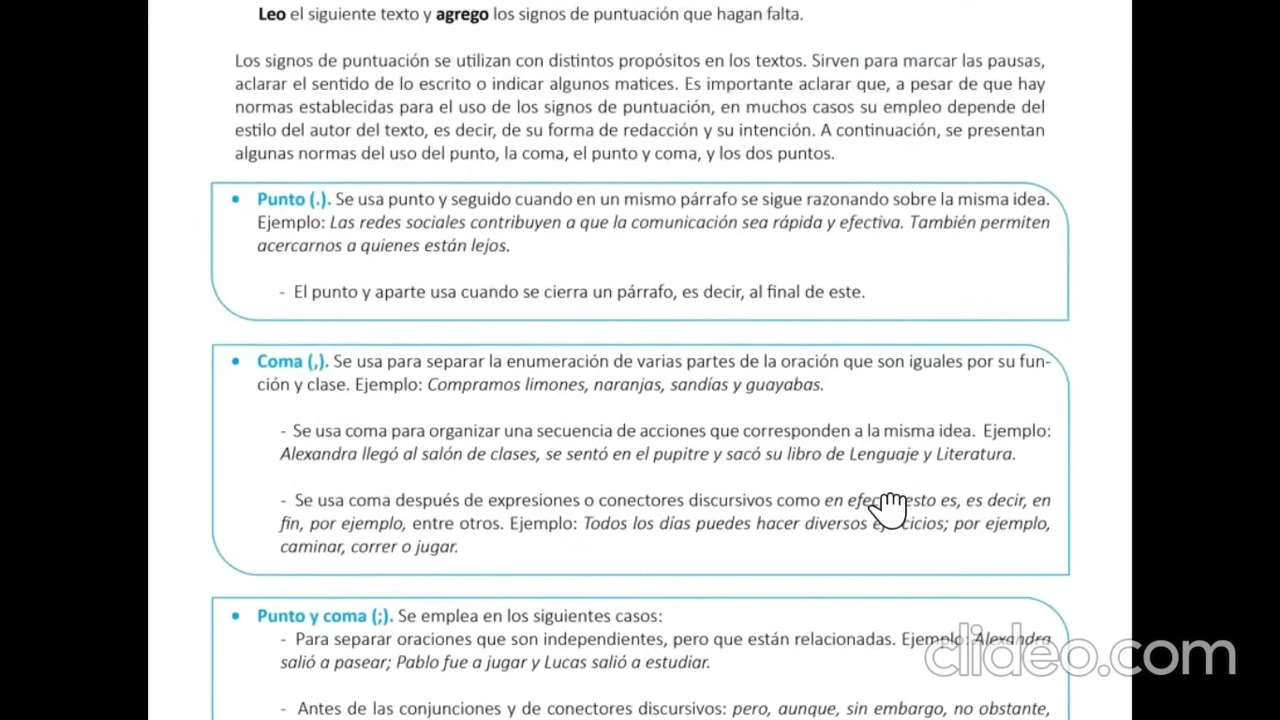 Leo el siguiente texto y agrego los signos de puntuación que hagan falta.
Los signos de puntuación se utilizan con distintos propósitos en los textos. Sirven para marcar las pausas,
aclarar el sentido de lo escrito o indicar algunos matices. Es importante aclarar que, a pesar de que hay
normas establecidas para el uso de los signos de puntuación, en muchos casos su empleo depende del
estilo del autor del texto, es decir, de su forma de redacción y su intención. A continuación, se presentan
algunas normas del uso del punto, la coma, el punto y coma, y los dos puntos.
• Punto (.). Se usa punto y seguido cuando en un mismo párrafo se sigue razonando sobre la misma idea.
Ejemplo: Las redes sociales contribuyen a que la comunicación sea rápida y efectiva. También permiten
acercarnos a quienes están lejos.
- El punto y aparte usa cuando se cierra un párrafo, es decir, al final de este.
• Coma (,). Se usa para separar la enumeración de varias partes de la oración que son iguales por su fun-
ción y clase. Ejemplo: Compramos limones, naranjas, sandías y guayabas.
- Se usa coma para organizar una secuencia de acciones que corresponden a la misma idea. Ejemplo:
Alexandra llegó al salón de clases, se sentó en el pupitre y sacó su libro de Lenguaje y Literatura.
- Se usa coma después de expresiones o conectores discursivos como en esto es, es decir, en
fin, por ejemplo, entre otros. Ejemplo: Todos los días puedes hacer diversos ejercicios; por ejemplo,
caminar, correr o jugar.
• Punto y coma (;). Se emplea en los siguientes casos:
- Para separar oraciones que son independientes, pero que están relacionadas. Ejemplo: Alexandra
salió a pasear; Pablo fue a jugar y Lucas salió a estudiar.
clideo.com
- Antes de las conjunciones y de conectores discursivos: pero, aunque, sin embargo, no obstante,